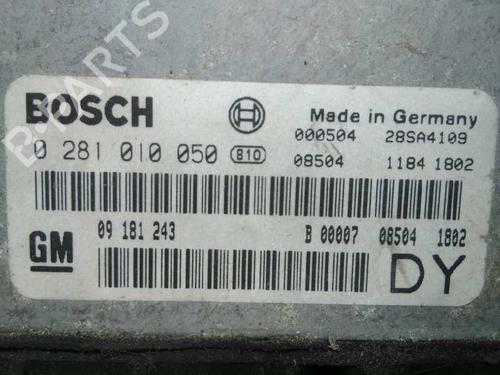 B-PARTS
BOSCH
Made in Germany
000504 28SA4109
0 281 010 050 B10
08504 1184 1802
GM
09 181 243
B 00007 08504 1802
DY